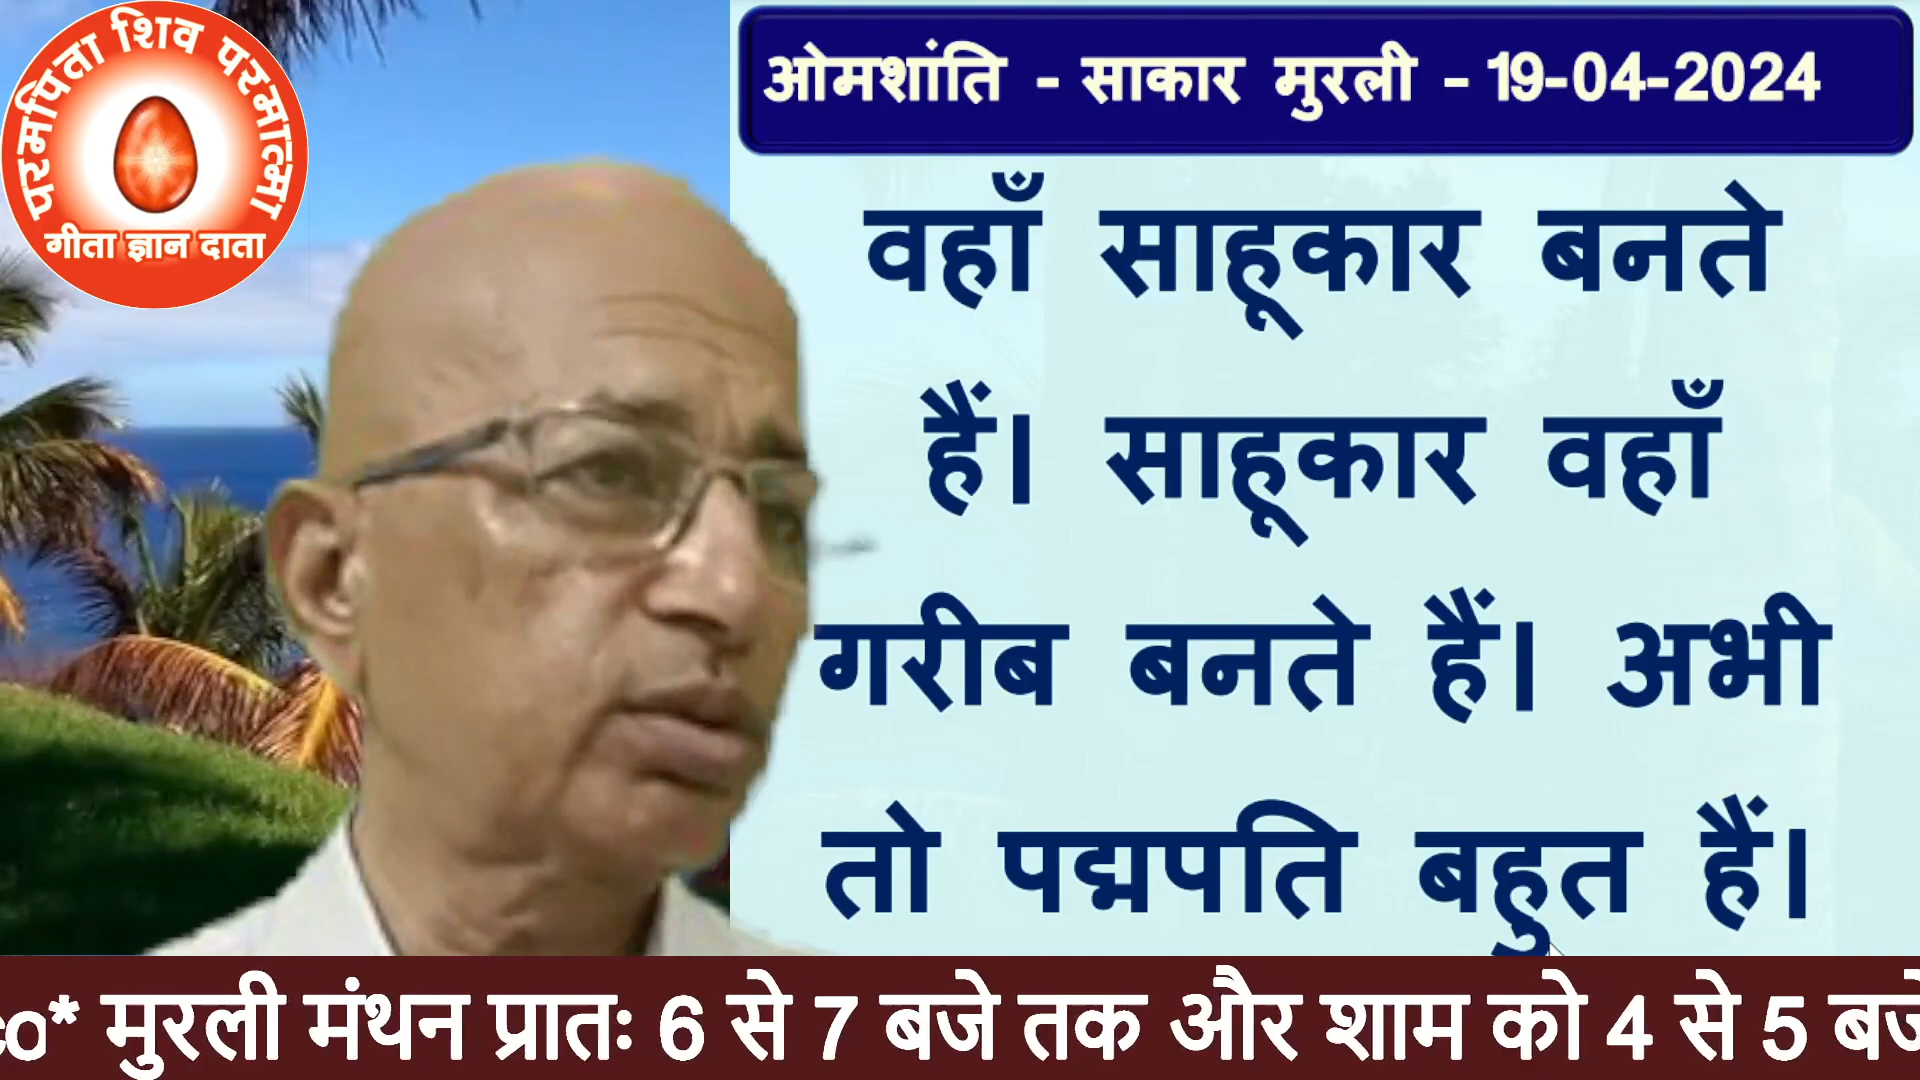 परमपिता शिव परमात्मा
गीता ज्ञान दाता
ओमशांति - साकार मुरली - 19-04-2024
वहाँ साहूकार बनते
हैं। साहूकार वहाँ
गरीब बनते हैं। अभी
तो पद्मपति बहुत हैं।
मुरली मंथन प्रातः 6 से 7 बजे तक और शाम को 4 से 5 बजे